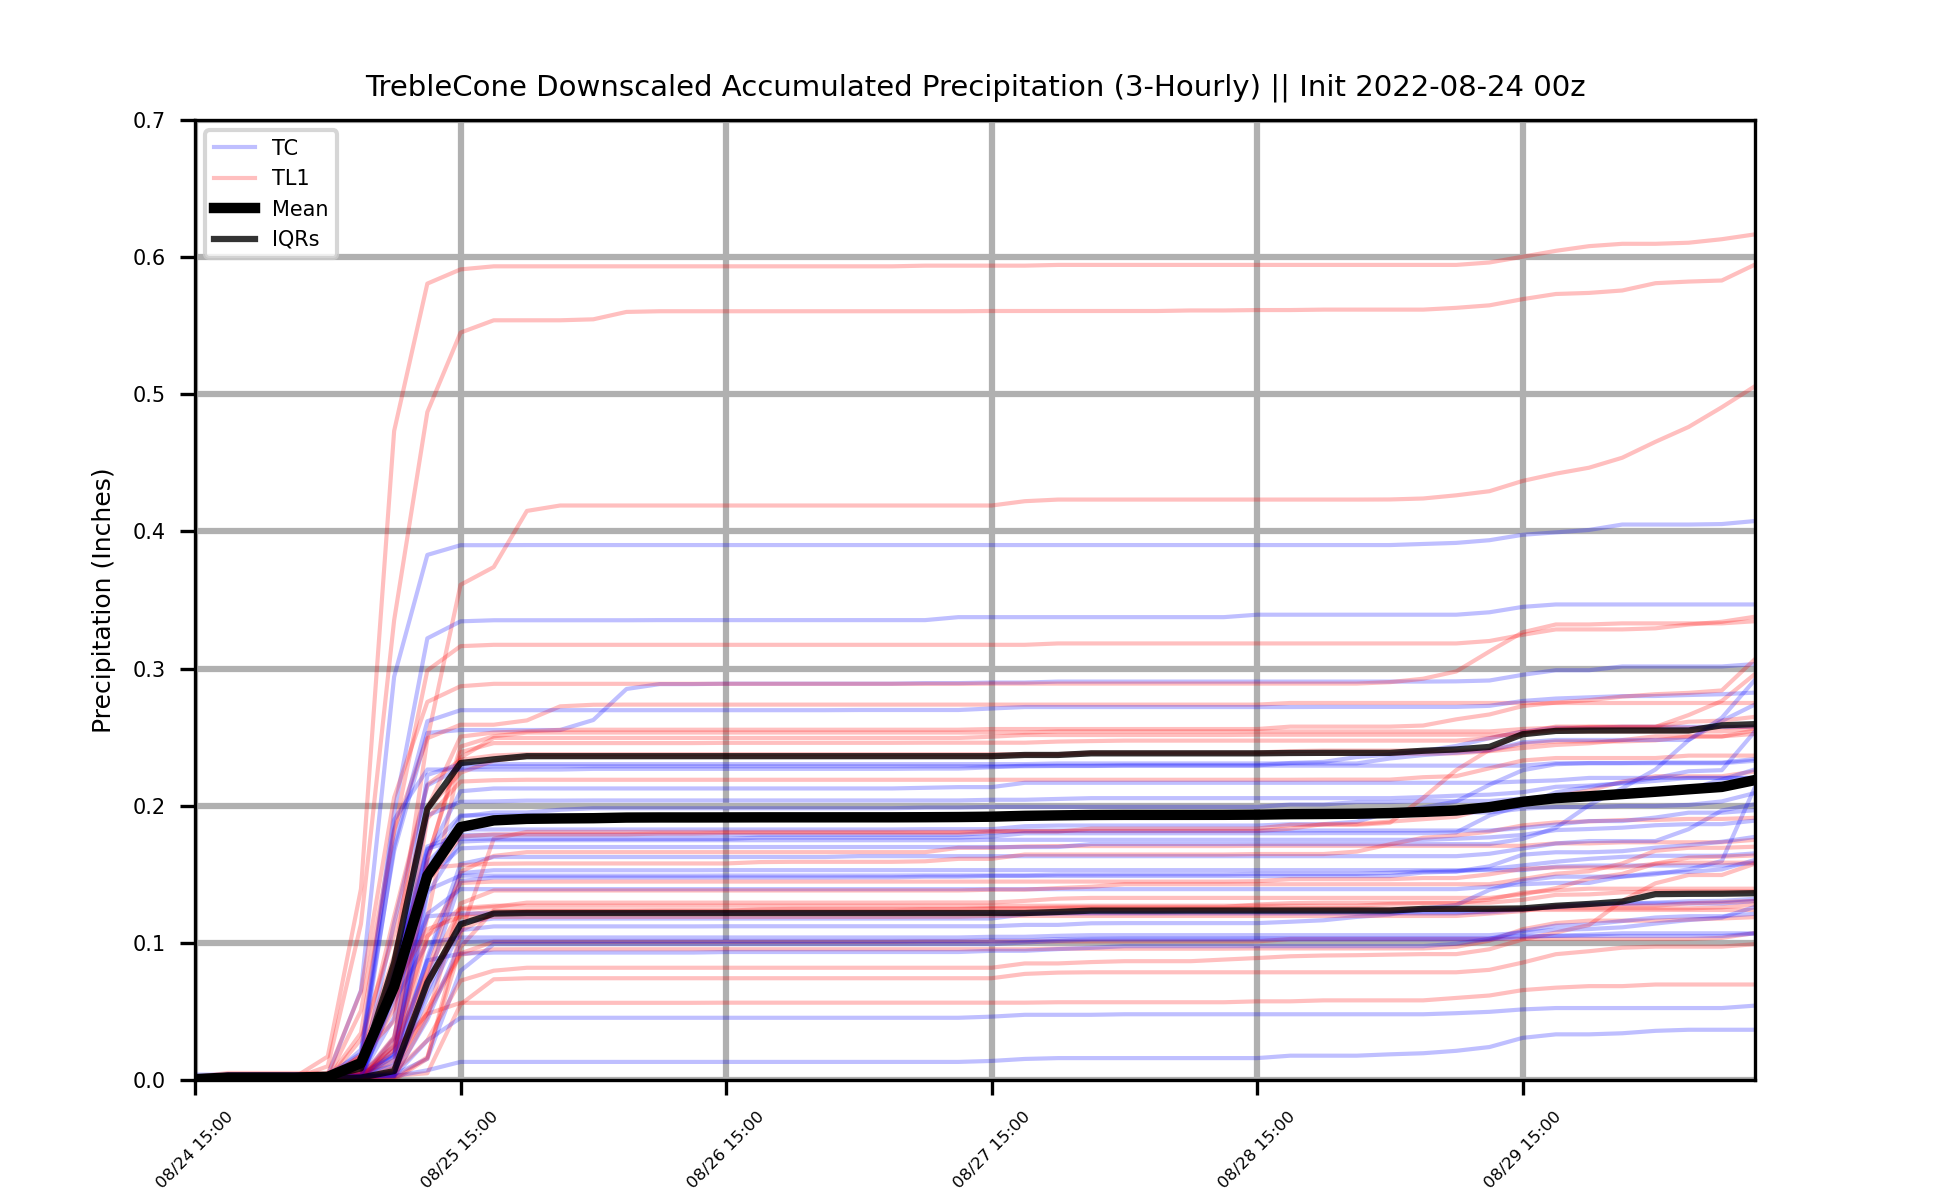 TrebleCone Downscaled Accumulated Precipitation (3-Hourly) || Init 2022-08-24 00z
TC
TL1
Mean
IQRs
Precipitation (Inches)
0.7
0.6
0.5
0.4
0.3
0.2
0.1
0.0
08/24 15:00
08/25 15:00
08/26 15:00
08/27 15:00
08/28 15:00
08/29 15:00